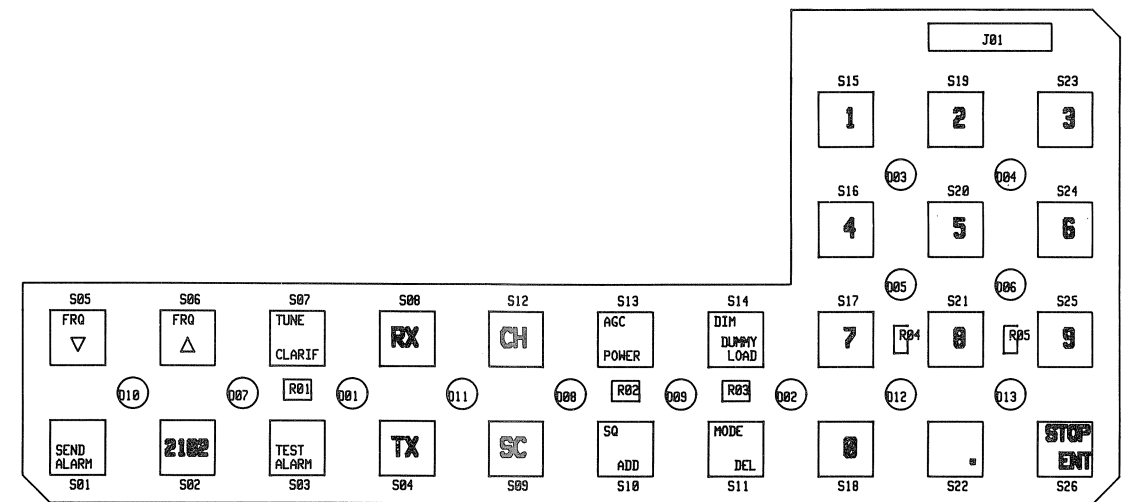 J01
S15 S19 S23
1 2 3
D03 D04
S16 S20 S24
4 5 6
D05 D06
S05 S06 S07 S08 S12 S13 S14 S17 S21 S25
FRQ ▽
FRQ △
TUNE
CLARIF
RX
CH
AGC
POWER
DIM
DUMMY
LOAD
7
R04
8
R05
9
D10 D07 R01 D01 D11 D08 R02 D09 R03 D02 D12 D13
SEND
ALARM
2182
TEST
ALARM
TX
SC
SQ
ADD
MODE
DEL
0
.
STOP
ENT
S01 S02 S03 S04 S09 S10 S11 S18 S22 S26